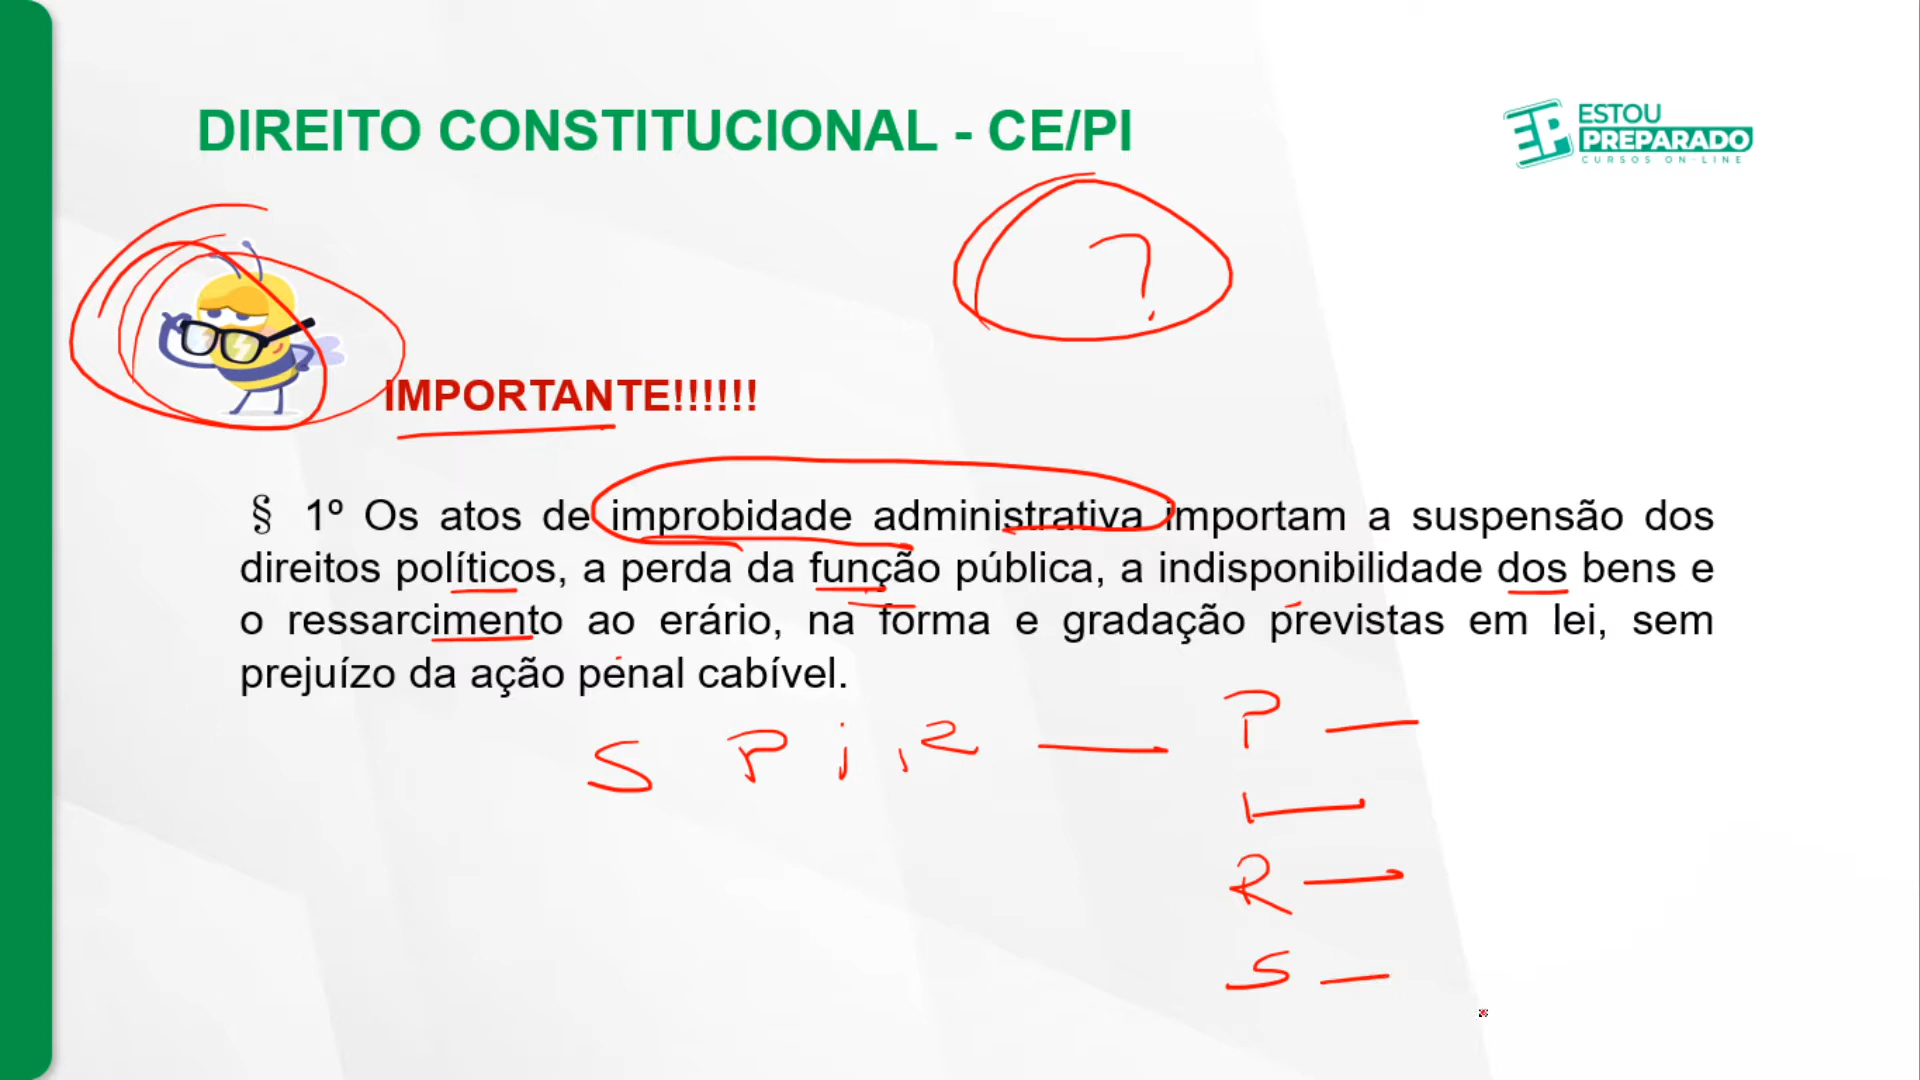 DIREITO CONSTITUCIONAL - CE/PI
ESTOU
PREPARADO
CURSOS ON-LINE
EP
?
IMPORTANTE!!!!!!
§ 1º Os atos de improbidade administrativa importam a suspensão dos
direitos políticos, a perda da função pública, a indisponibilidade dos bens e
o ressarcimento ao erário, na forma e gradação previstas em lei, sem
prejuízo da ação penal cabível.
S P i
P
R
S